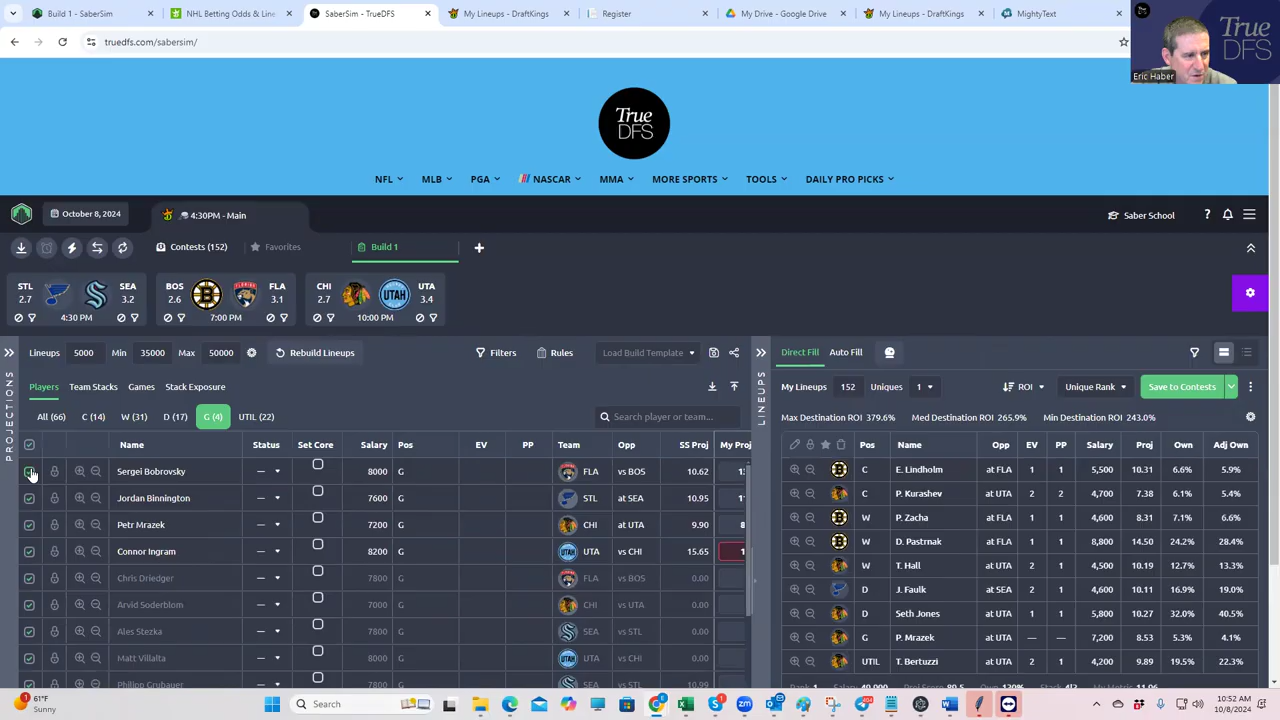 Build 1 - SaberSim
NHL Betting Odds & Line
SaberSim - TrueDFS
My Lineups - DraftKings
Register
My Drive - Google Drive
My Lineups - DraftKings
MightyText
truedfs.com/sabersim/
True
DFS
Eric Haber
True
DFS
NFL MLB PGA NASCAR MMA MORE SPORTS TOOLS DAILY PRO PICKS
October 8, 2024
4:30PM - Main
Saber School
Contests (152)
Favorites
Build 1
STL 2.7 SEA 3.2
4:30 PM
BOS 2.6 FLA 3.1
7:00 PM
CHI 2.7 UTAH UTA 3.4
10:00 PM
PROJECTIONS
Lineups 5000 Min 35000 Max 50000 Rebuild Lineups Filters Rules Load Build Template
Players Team Stacks Games Stack Exposure
All (66) C (14) W (31) D (17) G (4) UTIL (22) Search player or team...
Name Status Set Core Salary Pos EV PP Team Opp SS Proj My Proj
Sergei Bobrovsky — 8000 G FLA vs BOS 10.62
Jordan Binnington — 7600 G STL at SEA 10.95
Petr Mrazek — 7200 G CHI at UTA 9.90
Connor Ingram — 8200 G UTA vs CHI 15.65
Chris Driedger — 7800 G FLA vs BOS 0.00
Arvid Soderblom — 7000 G CHI vs UTA 0.00
Ales Stezka — 7800 G SEA vs STL 0.00
Matt Villalta — 8000 G UTA vs CHI 0.00
Philipp Grubauer — 7800 G SEA vs STL 10.99
LINEUPS
Direct Fill Auto Fill
My Lineups 152 Uniques 1 ROI Unique Rank Save to Contests
Max Destination ROI 379.6% Med Destination ROI 265.9% Min Destination ROI 243.0%
Pos Name Opp EV PP Salary Proj Own Adj Own
C E. Lindholm at FLA 1 1 5,500 10.31 6.6% 5.9%
C P. Kurashev at UTA 2 2 4,700 7.38 6.1% 5.4%
W P. Zacha at FLA 1 1 4,600 8.31 7.1% 6.6%
W D. Pastrnak at FLA 1 1 8,800 14.50 24.2% 28.4%
W T. Hall at UTA 2 1 4,500 10.19 12.7% 13.3%
D J. Faulk at SEA 2 1 4,600 10.11 16.9% 19.0%
D Seth Jones at UTA 1 1 5,800 10.27 32.0% 40.5%
G P. Mrazek at UTA — — 7,200 8.53 5.3% 4.1%
UTIL T. Bertuzzi at UTA 2 1 4,200 9.89 19.5% 22.3%
61°F
Sunny
Search
10:52 AM
10/8/2024